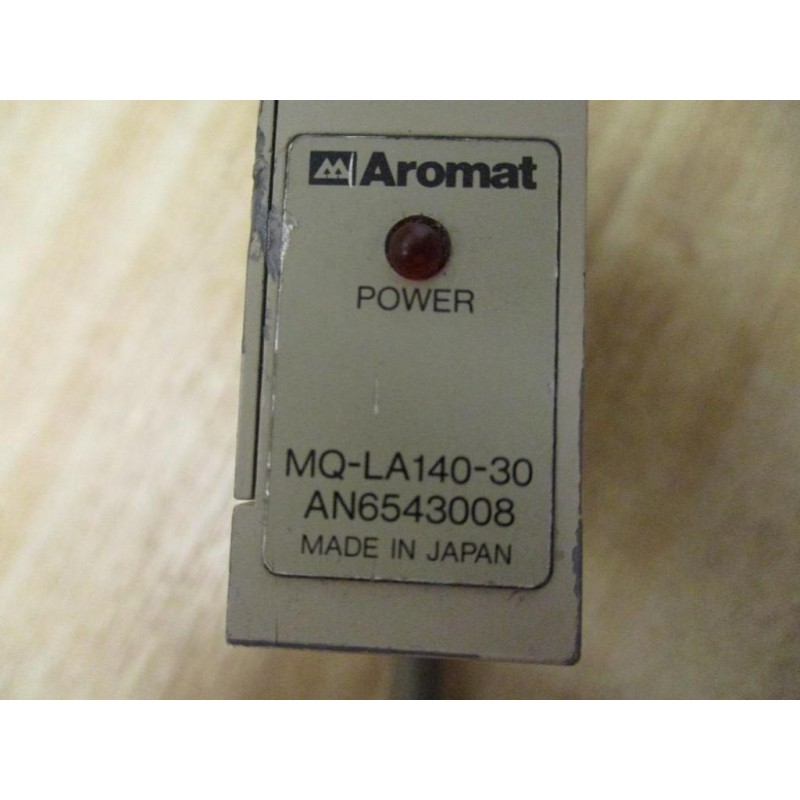 Aromat
POWER
MQ-LA140-30
AN6543008
MADE IN JAPAN